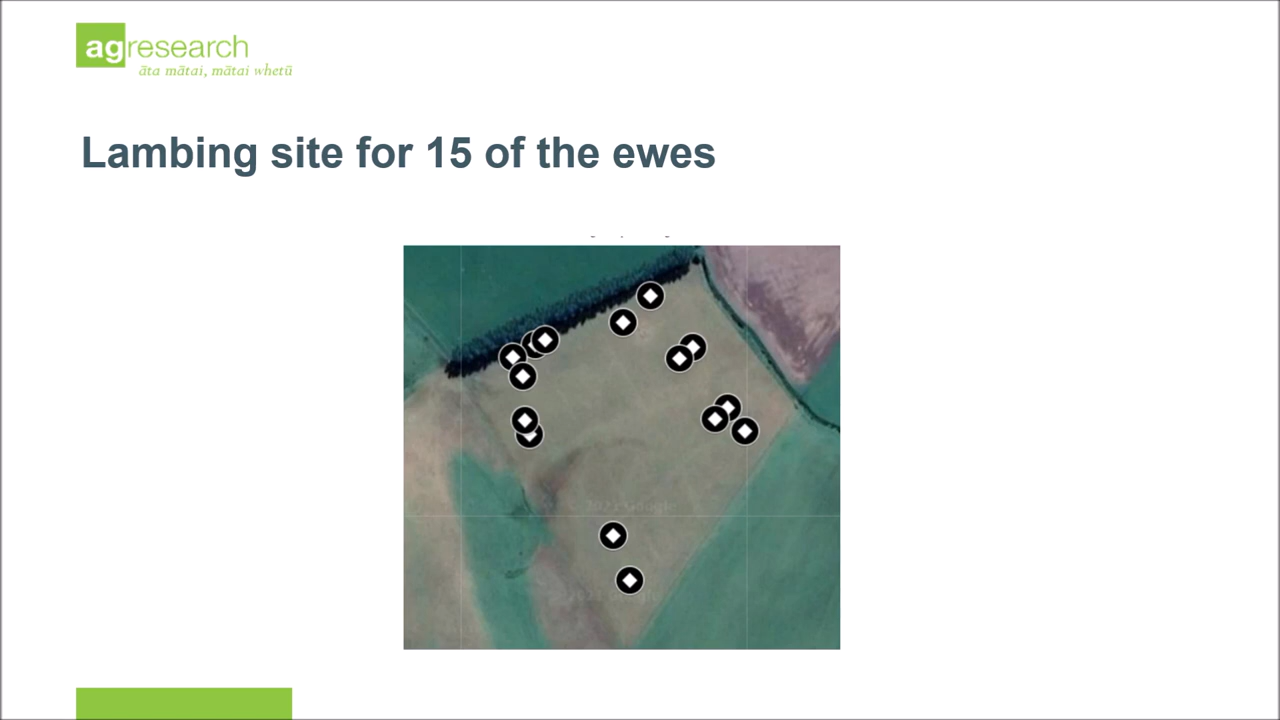 agresearch
āta mātai, mātai whetū
Lambing site for 15 of the ewes